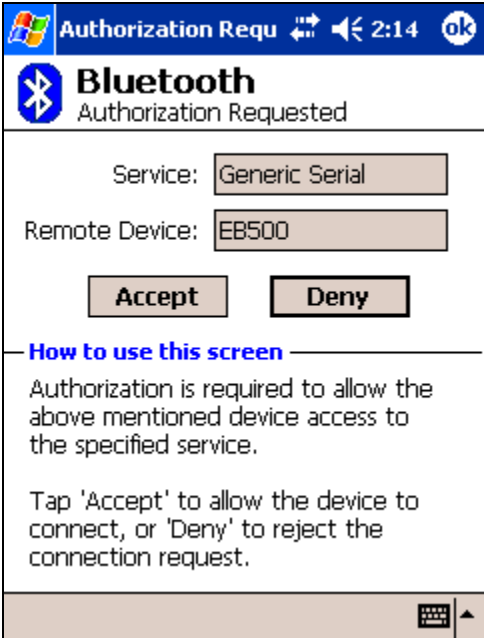 Authorization Requ 2:14 ok
Bluetooth
Authorization Requested
Service: Generic Serial
Remote Device: EB500
Accept Deny
How to use this screen
Authorization is required to allow the
above mentioned device access to
the specified service.
Tap 'Accept' to allow the device to
connect, or 'Deny' to reject the
connection request.